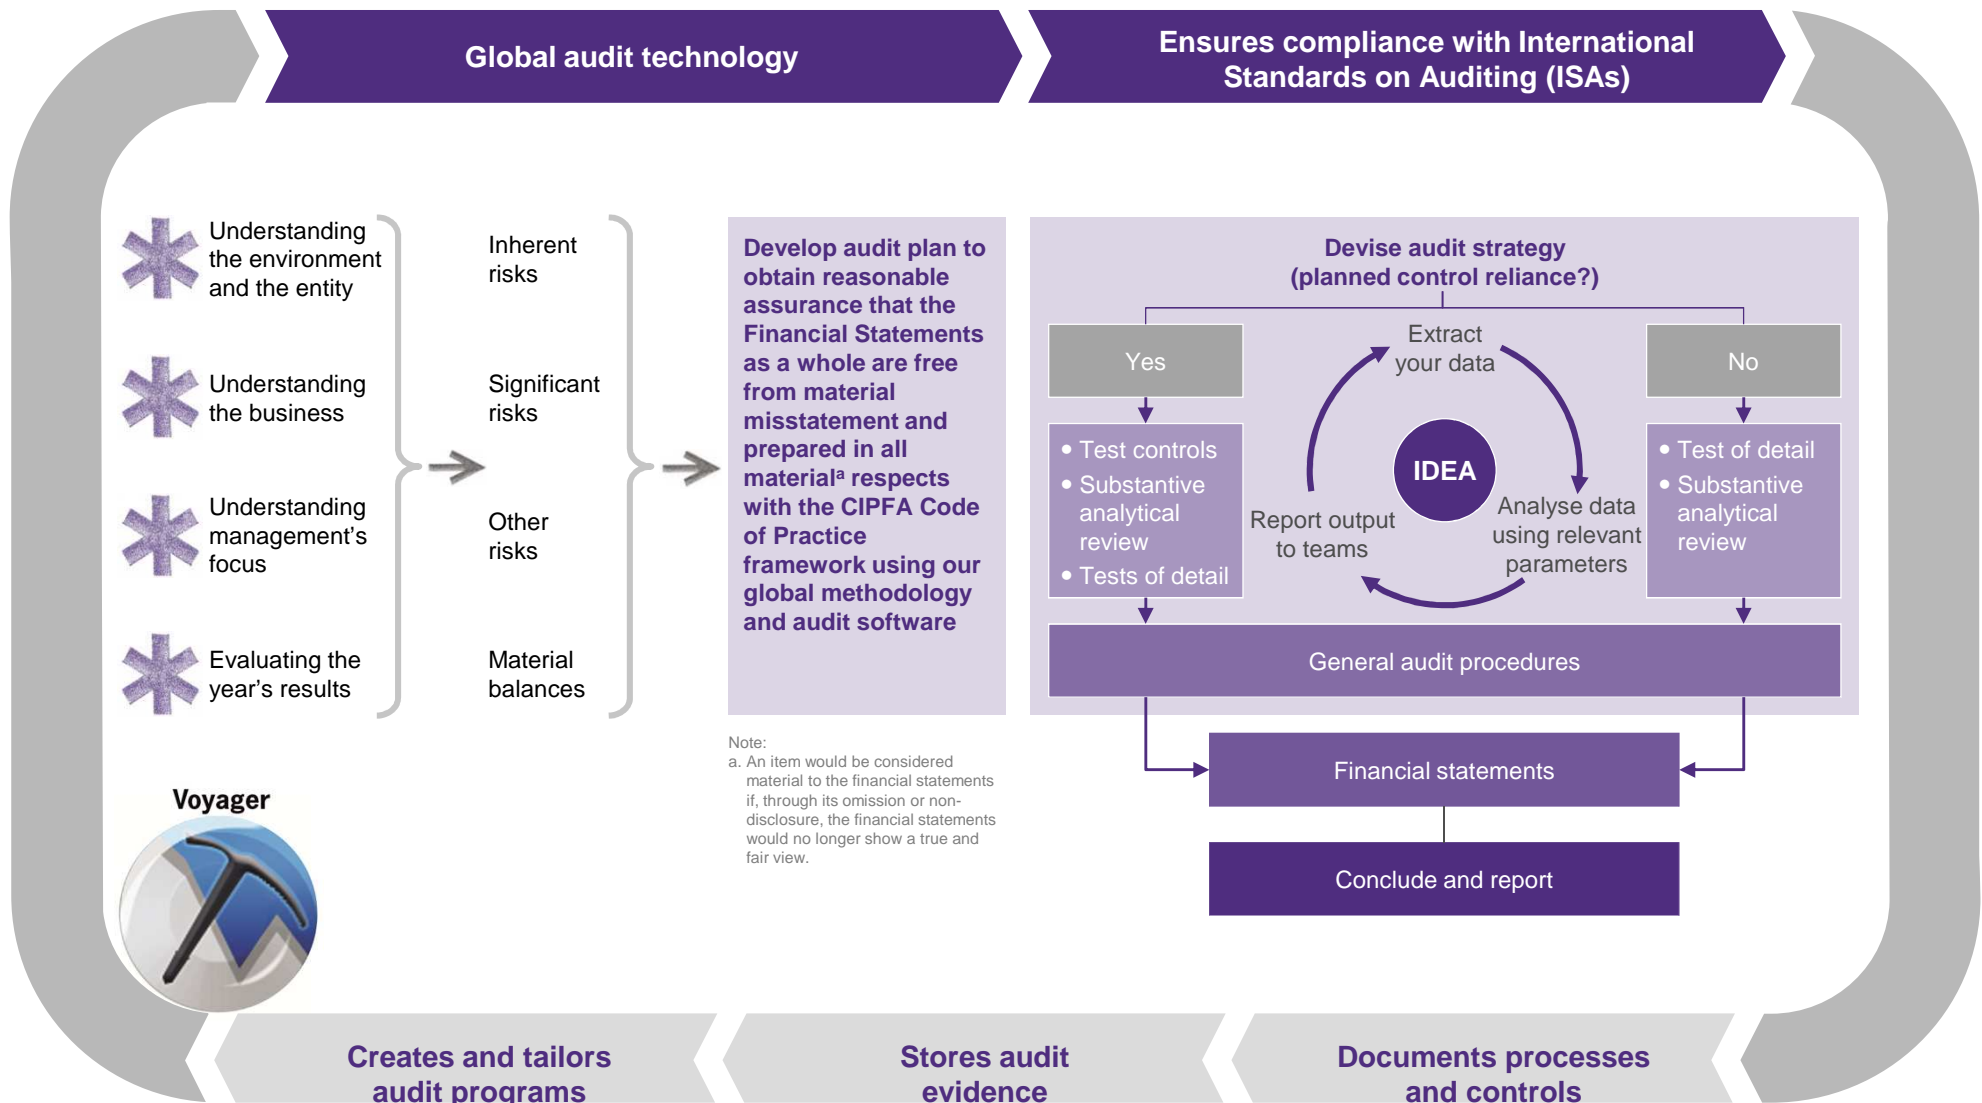 Global audit technology
Ensures compliance with International
Standards on Auditing (ISAs)
Understanding
the environment
and the entity
Understanding
the business
Understanding
management's
focus
Evaluating the
year's results
Inherent
risks
Significant
risks
Other
risks
Material
balances
Develop audit plan to
obtain reasonable
assurance that the
Financial Statements
as a whole are free
from material
misstatement and
prepared in all
materialᵃ respects
with the CIPFA Code
of Practice
framework using our
global methodology
and audit software
Note:
a. An item would be considered
material to the financial statements
if, through its omission or non-
disclosure, the financial statements
would no longer show a true and
fair view.
Devise audit strategy
(planned control reliance?)
Yes
• Test controls
• Substantive
analytical
review
• Tests of detail
Extract
your data
IDEA
Analyse data
using relevant
parameters
Report output
to teams
No
• Test of detail
• Substantive
analytical
review
General audit procedures
Financial statements
Conclude and report
Voyager
Creates and tailors
audit programs
Stores audit
evidence
Documents processes
and controls